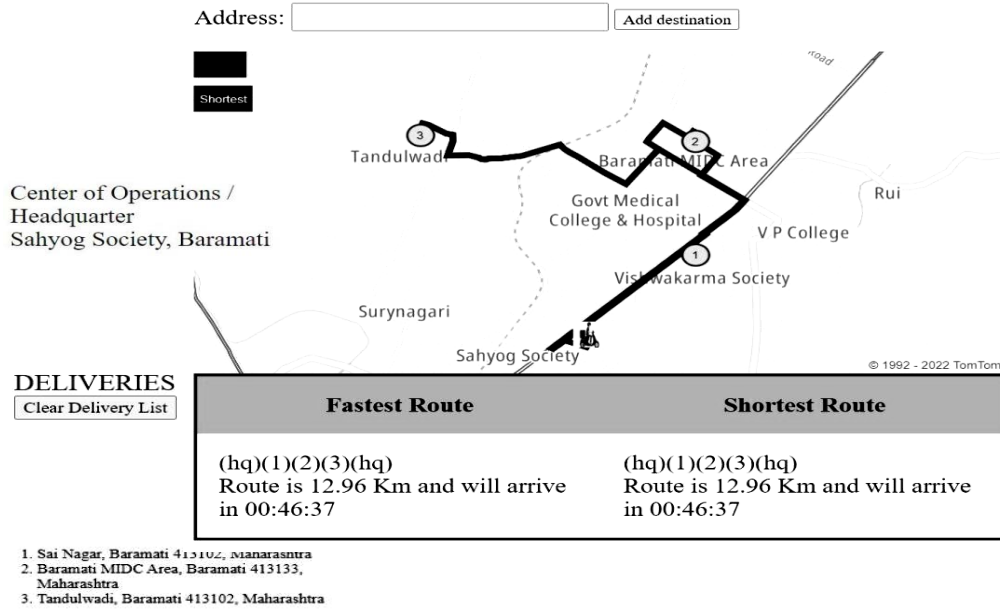 Address:
Add destination
Shortest
Road
3
2
Tandulwadi
Baramati MIDC Area
Center of Operations /
Headquarter
Sahyog Society, Baramati
Govt Medical
College & Hospital
Rui
V P College
1
Vishwakarma Society
Surynagari
Sahyog Society
© 1992 - 2022 TomTom
DELIVERIES
Clear Delivery List
Fastest Route
Shortest Route
(hq)(1)(2)(3)(hq)
Route is 12.96 Km and will arrive
in 00:46:37
(hq)(1)(2)(3)(hq)
Route is 12.96 Km and will arrive
in 00:46:37
1. Sai Nagar, Baramati 413102, Maharashtra
2. Baramati MIDC Area, Baramati 413133,
Maharashtra
3. Tandulwadi, Baramati 413102, Maharashtra